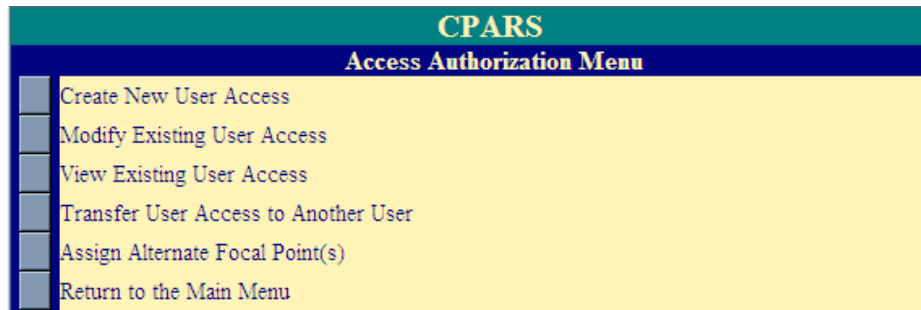 CPARS
Access Authorization Menu
Create New User Access
Modify Existing User Access
View Existing User Access
Transfer User Access to Another User
Assign Alternate Focal Point(s)
Return to the Main Menu